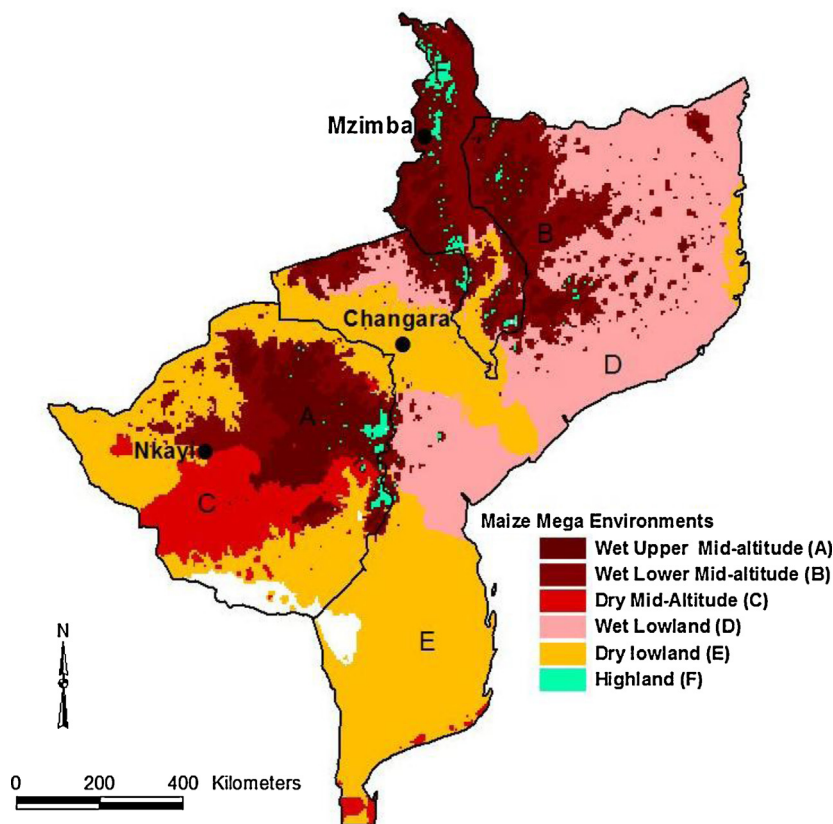 F
Mzimba
B
Changara
D
A
Nkayi
C
E
Maize Mega Environments
Wet Upper Mid-altitude (A)
Wet Lower Mid-altitude (B)
Dry Mid-Altitude (C)
Wet Lowland (D)
Dry lowland (E)
Highland (F)
N
0 200 400 Kilometers